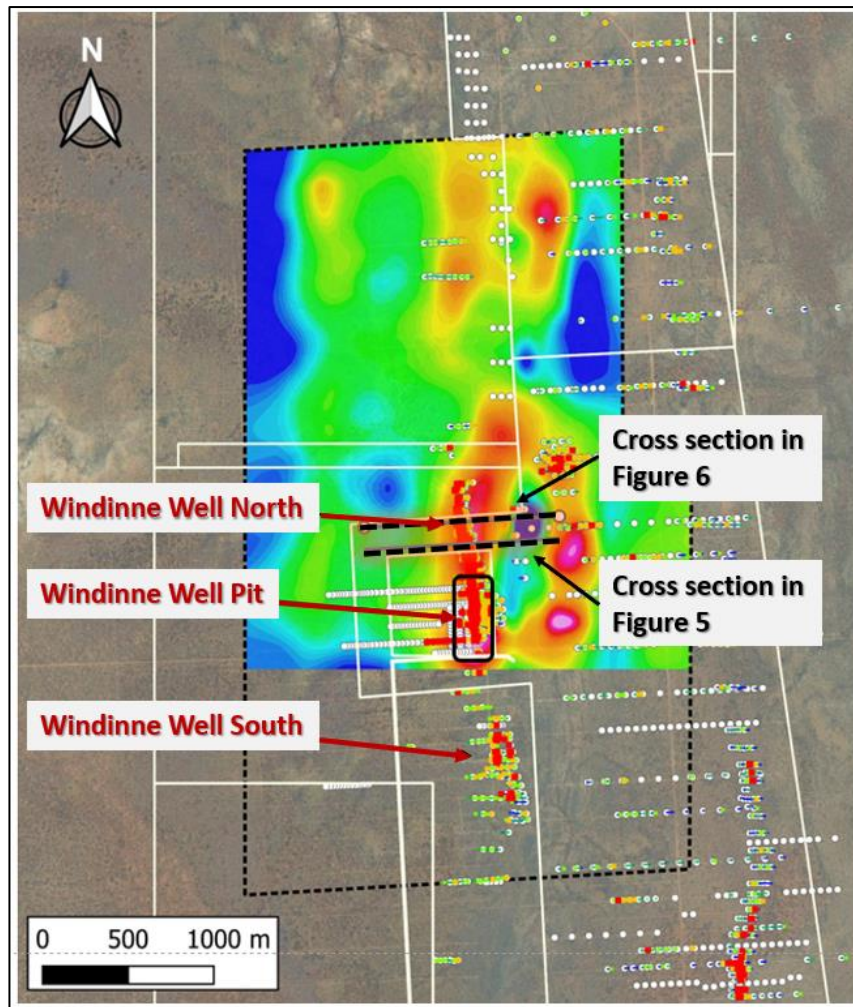 N
Cross section in
Figure 6
Windinne Well North
Windinne Well Pit
Cross section in
Figure 5
Windinne Well South
0 500 1000 m